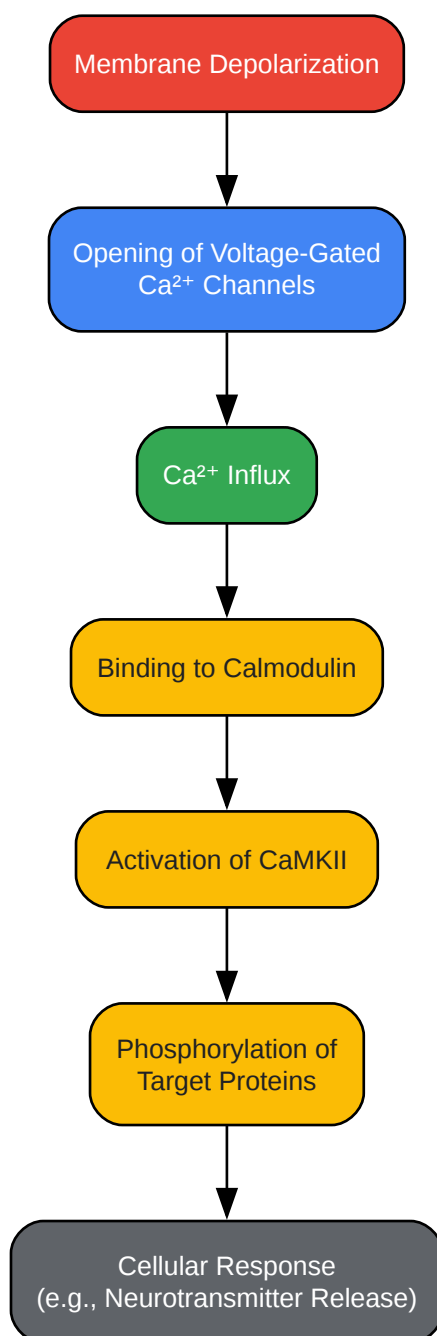 Membrane Depolarization
Opening of Voltage-Gated
Ca²⁺ Channels
Ca²⁺ Influx
Binding to Calmodulin
Activation of CaMKII
Phosphorylation of
Target Proteins
Cellular Response
(e.g., Neurotransmitter Release)